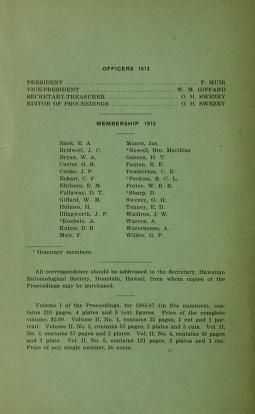 OFFICERS 1913
PRESIDENT F. MUIR
VICE-PRESIDENT W. M. GIFFARD
SECRETARY-TREASURER O. H. SWEZEY
EDITOR OF PROCEEDINGS O. H. SWEZEY
MEMBERSHIP 1913
Back, E. A.
Bridwell, J. C.
Bryan, W. A.
Carter, G. R.
Cooke, J. P.
Eckart, C. F.
Ehrhorn, E. M.
Fullaway, D. T.
Giffard, W. M.
Holmes, H.
Illingworth, J. F.
*Koebele, A.
Kuhns, D. B.
Muir, F.
Munro, Jas.
*Newell, Bro. Matthias
Osborn, H. T.
Paxton, E. E.
Pemberton, C. E.
*Perkins, R. C. L.
Potter, W. R. R.
*Sharp, D.
Swezey, O. H.
Tenney, E. D.
Waldron, J. W.
Warren, A.
Waterhouse, A.
Wilder, G. P.
* Honorary members.
All correspondence should be addressed to the Secretary, Hawaiian
Entomological Society, Honolulu, Hawaii, from whom copies of the
Proceedings may be purchased.
Volume I of the Proceedings, for 1905-07 (in five numbers), con-
tains 210 pages, 4 plates and 5 text figures. Price of the complete
volume, $2.00. Volume II, No. 1, contains 35 pages, 1 cut and 1 por-
trait. Volume II, No. 2, contains 53 pages, 2 plates and 3 cuts. Vol. II,
No. 3, contains 57 pages and 2 plates. Vol. II, No. 4, contains 45 pages
and 1 plate. Vol. II, No. 5, contains 121 pages, 2 plates and 1 cut.
Price of any single number, 50 cents.